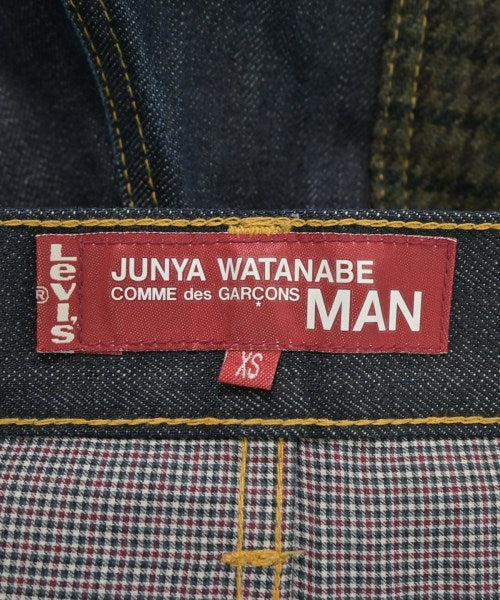 Levi's
®
JUNYA WATANABE
COMME des GARÇONS
MAN
XS